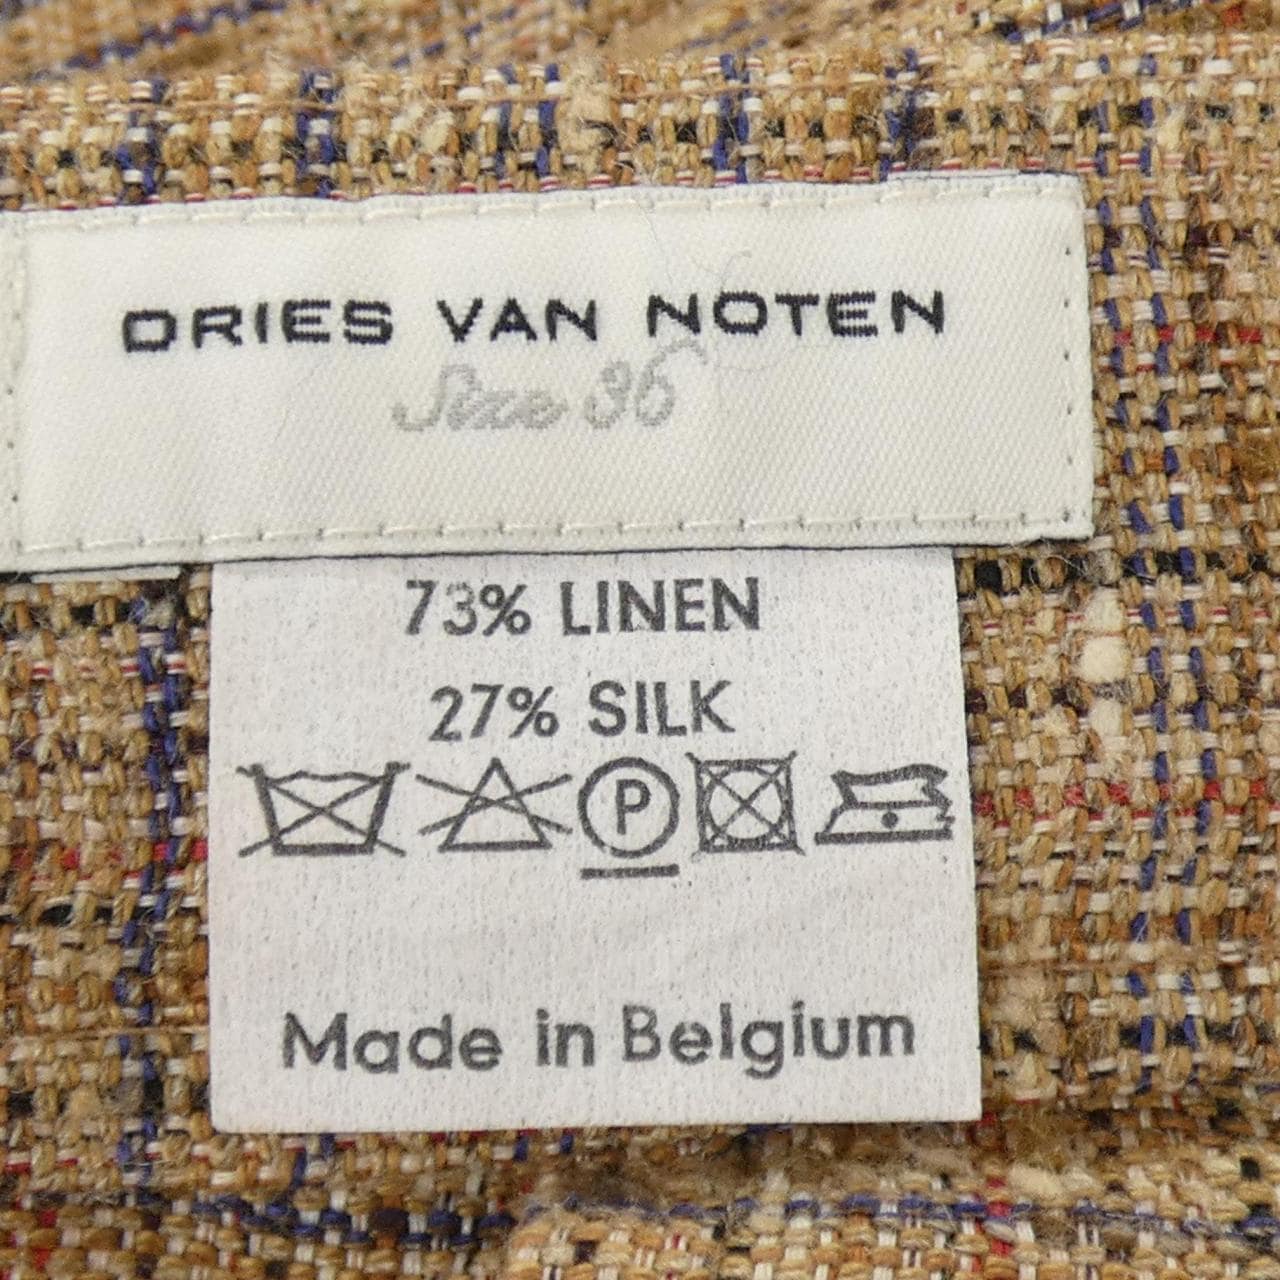 DRIES VAN NOTEN
Size 36
73% LINEN
27% SILK
P
Made in Belgium